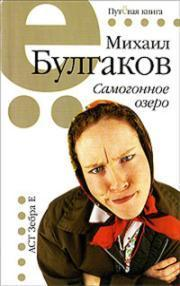 ё
Путёвая книга
Михаил
Булгаков
Самогонное
озеро
АСТ Зебра Е